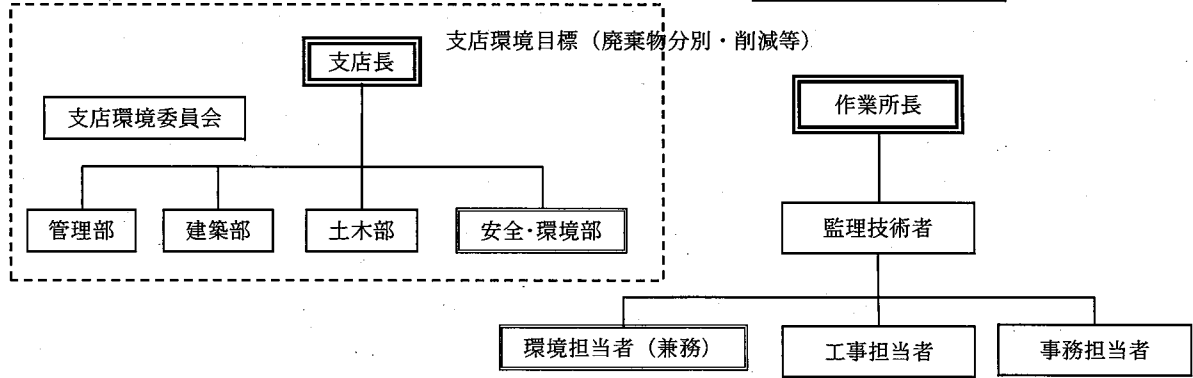 支店環境目標（廃棄物分別・削減等）
支店長
作業所長
支店環境委員会
管理部
建築部
土木部
安全・環境部
監理技術者
環境担当者（兼務）
工事担当者
事務担当者